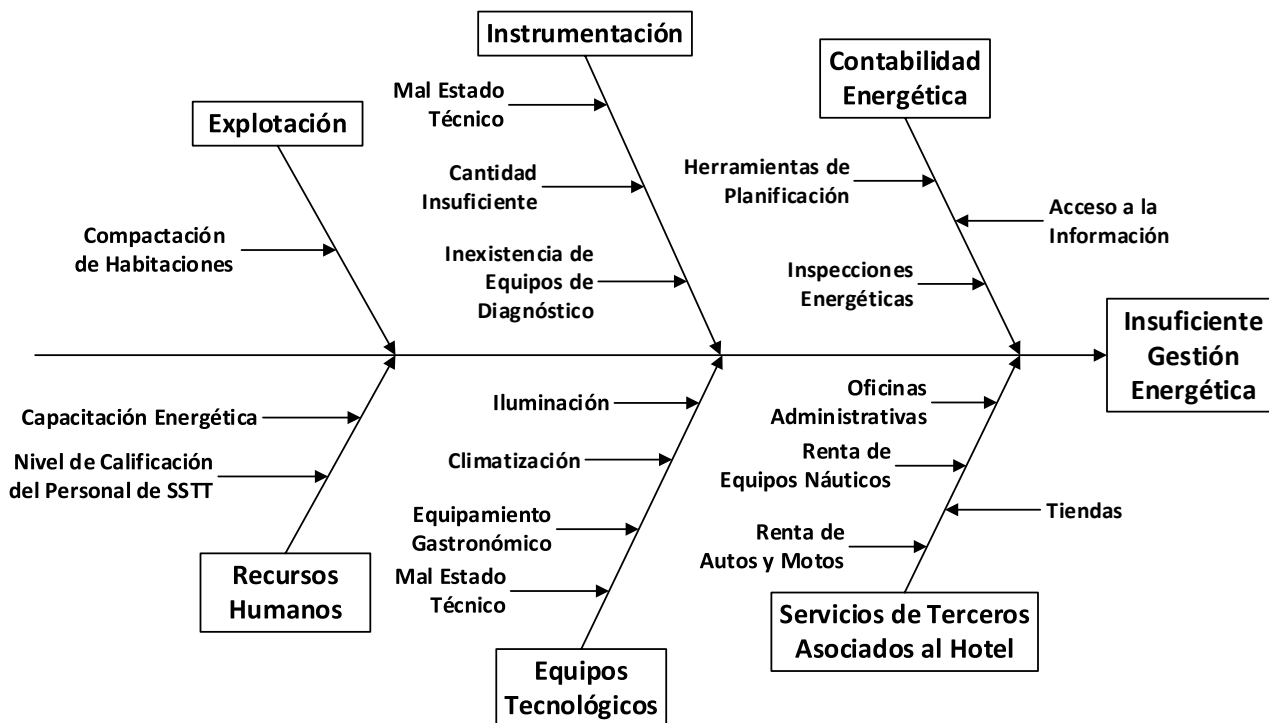 Instrumentación
Contabilidad
Energética
Explotación
Mal Estado
Técnico
Cantidad
Insuficiente
Inexistencia de
Equipos de
Diagnóstico
Herramientas de
Planificación
Acceso a la
Información
Inspecciones
Energéticas
Compactación
de Habitaciones
Insuficiente
Gestión
Energética
Capacitación Energética
Nivel de Calificación
del Personal de SSTT
Recursos
Humanos
Iluminación
Climatización
Equipamiento
Gastronómico
Mal Estado
Técnico
Equipos
Tecnológicos
Oficinas
Administrativas
Renta de
Equipos Náuticos
Tiendas
Renta de
Autos y Motos
Servicios de Terceros
Asociados al Hotel